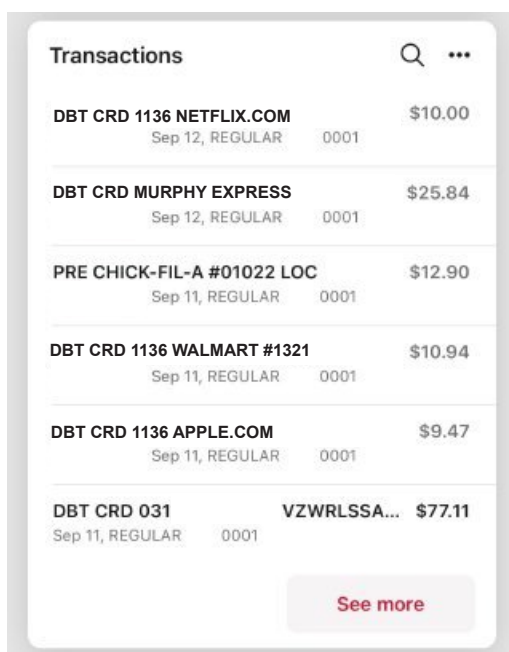 Transactions
DBT CRD 1136 NETFLIX.COM $10.00
Sep 12, REGULAR 0001
DBT CRD MURPHY EXPRESS $25.84
Sep 12, REGULAR 0001
PRE CHICK-FIL-A #01022 LOC $12.90
Sep 11, REGULAR 0001
DBT CRD 1136 WALMART #1321 $10.94
Sep 11, REGULAR 0001
DBT CRD 1136 APPLE.COM $9.47
Sep 11, REGULAR 0001
DBT CRD 031 VZWRLSSA... $77.11
Sep 11, REGULAR 0001
See more